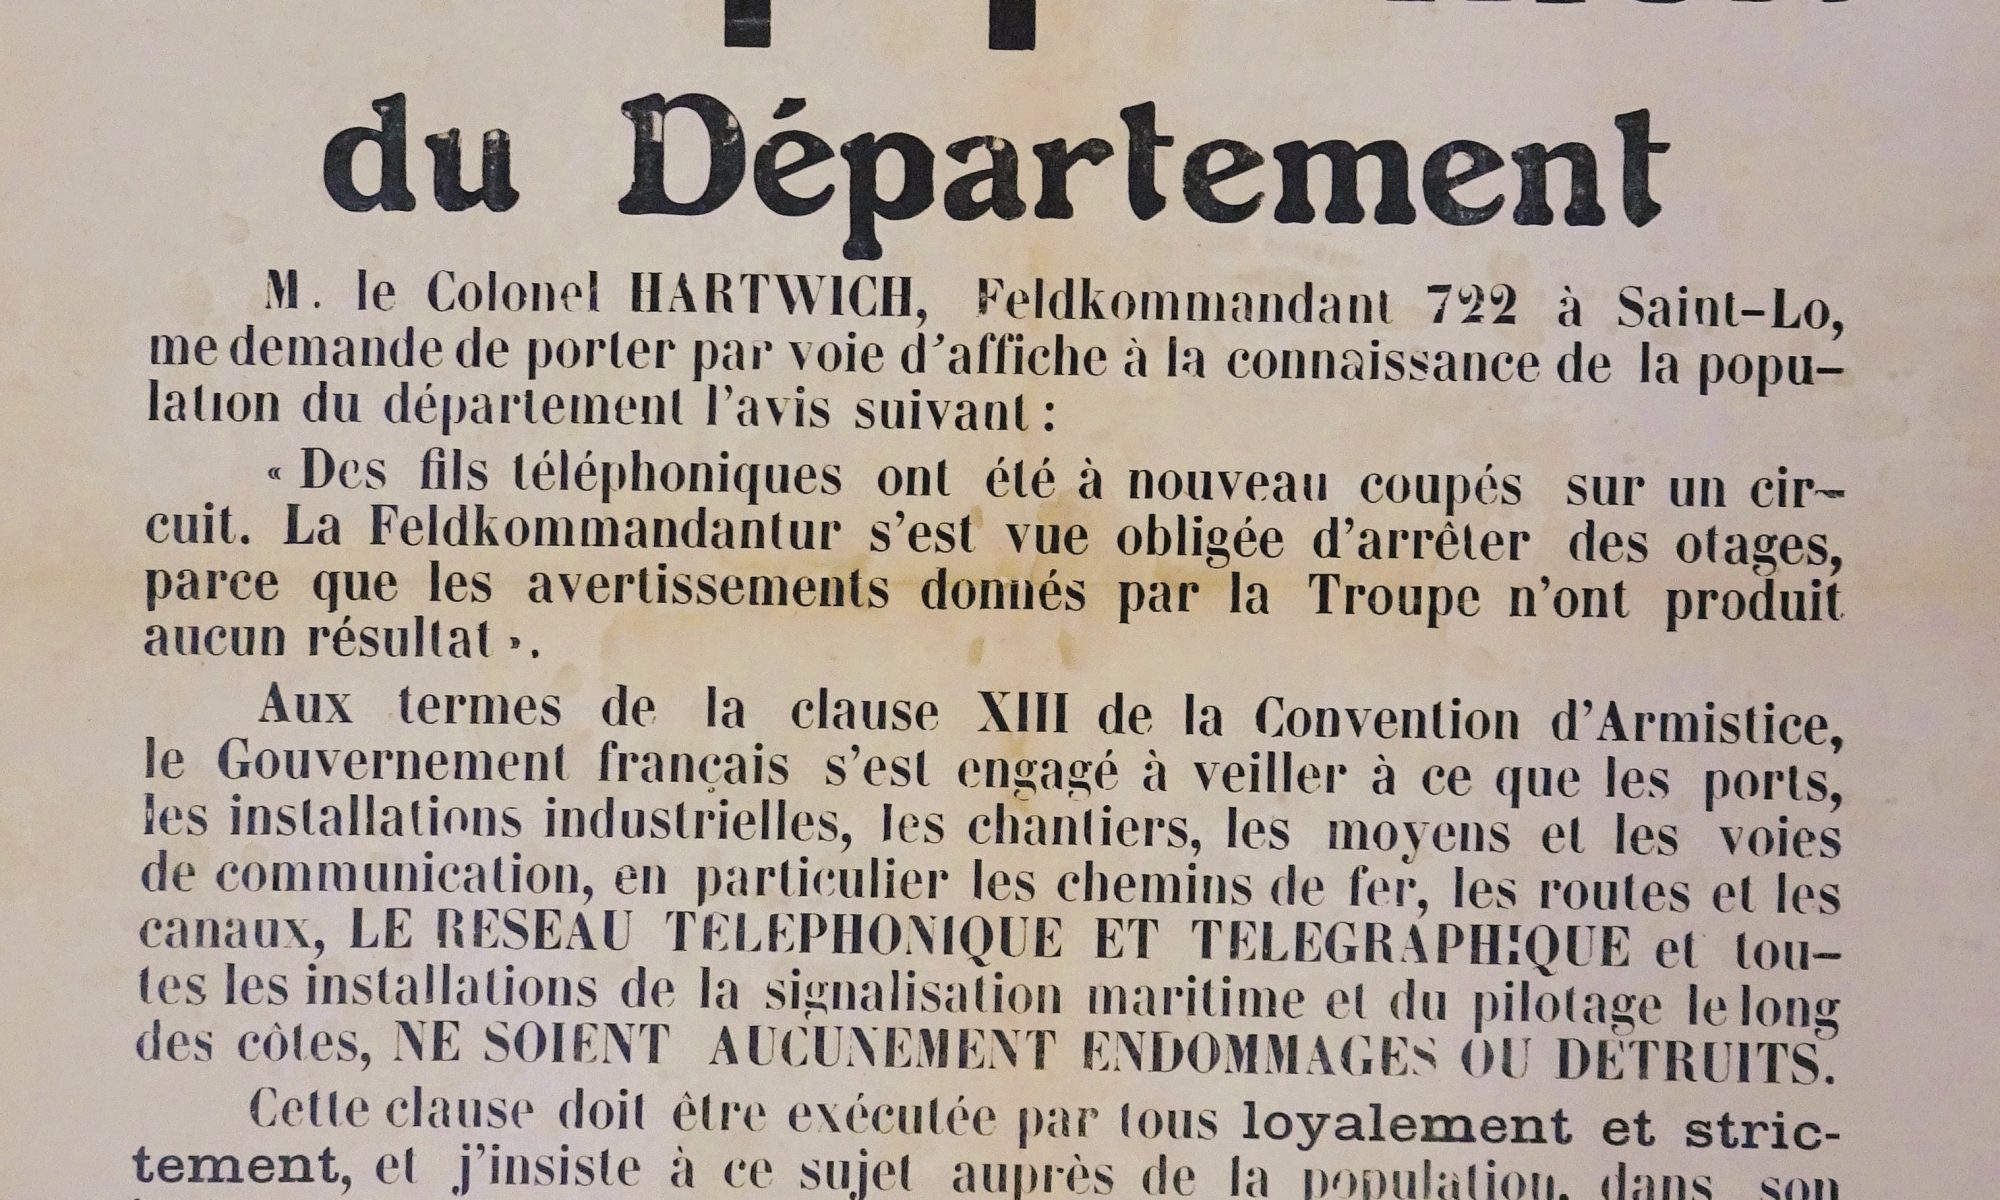 du Département
M. le Colonel HARTWICH, Feldkommandant 722 à Saint-Lo,
me demande de porter par voie d'affiche à la connaissance de la popu-
lation du département l'avis suivant :
« Des fils téléphoniques ont été à nouveau coupés sur un cir-
cuit. La Feldkommandantur s'est vue obligée d'arrêter des otages,
parce que les avertissements donnés par la Troupe n'ont produit
aucun résultat ».
Aux termes de la clause XIII de la Convention d'Armistice,
le Gouvernement français s'est engagé à veiller à ce que les ports,
les installations industrielles, les chantiers, les moyens et les voies
de communication, en particulier les chemins de fer, les routes et les
canaux, LE RESEAU TELEPHONIQUE ET TELEGRAPHIQUE et tou-
tes les installations de la signalisation maritime et du pilotage le long
des côtes, NE SOIENT AUCUNEMENT ENDOMMAGES OU DETRUITS.
Cette clause doit être exécutée par tous loyalement et stric-
tement, et j'insiste à ce sujet auprès de la population, dans son